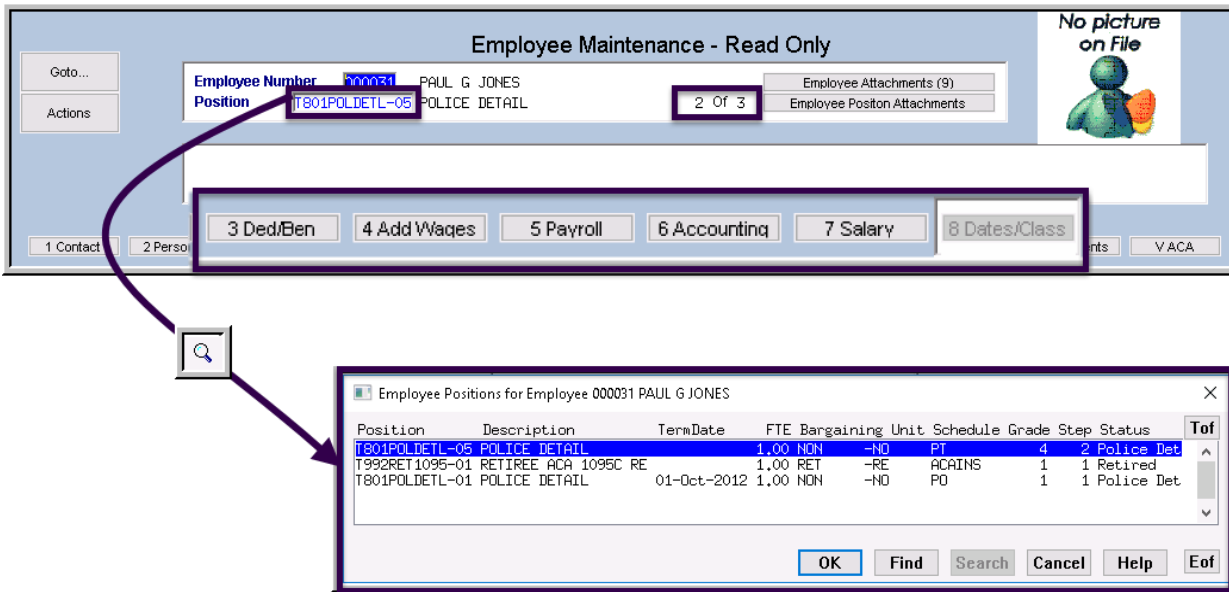 No picture
on File
Employee Maintenance - Read Only
Goto...
Actions
Employee Number 000031 PAUL G JONES
Employee Attachments (9)
Position T801POLDETL-05 POLICE DETAIL
2 Of 3
Employee Positon Attachments
3 Ded/Ben 4 Add Wages 5 Payroll 6 Accounting 7 Salary 8 Dates/Class
1 Contact 2 Perso nts V ACA
Employee Positions for Employee 000031 PAUL G JONES
Position Description TermDate FTE Bargaining Unit Schedule Grade Step Status Tof
T801POLDETL-05 POLICE DETAIL 1.00 NON -NO PT 4 2 Police Det
T992RET1095-01 RETIREE ACA 1095C RE 1.00 RET -RE ACAINS 1 1 Retired
T801POLDETL-01 POLICE DETAIL 01-Oct-2012 1.00 NON -NO PO 1 1 Police Det
OK Find Search Cancel Help Eof